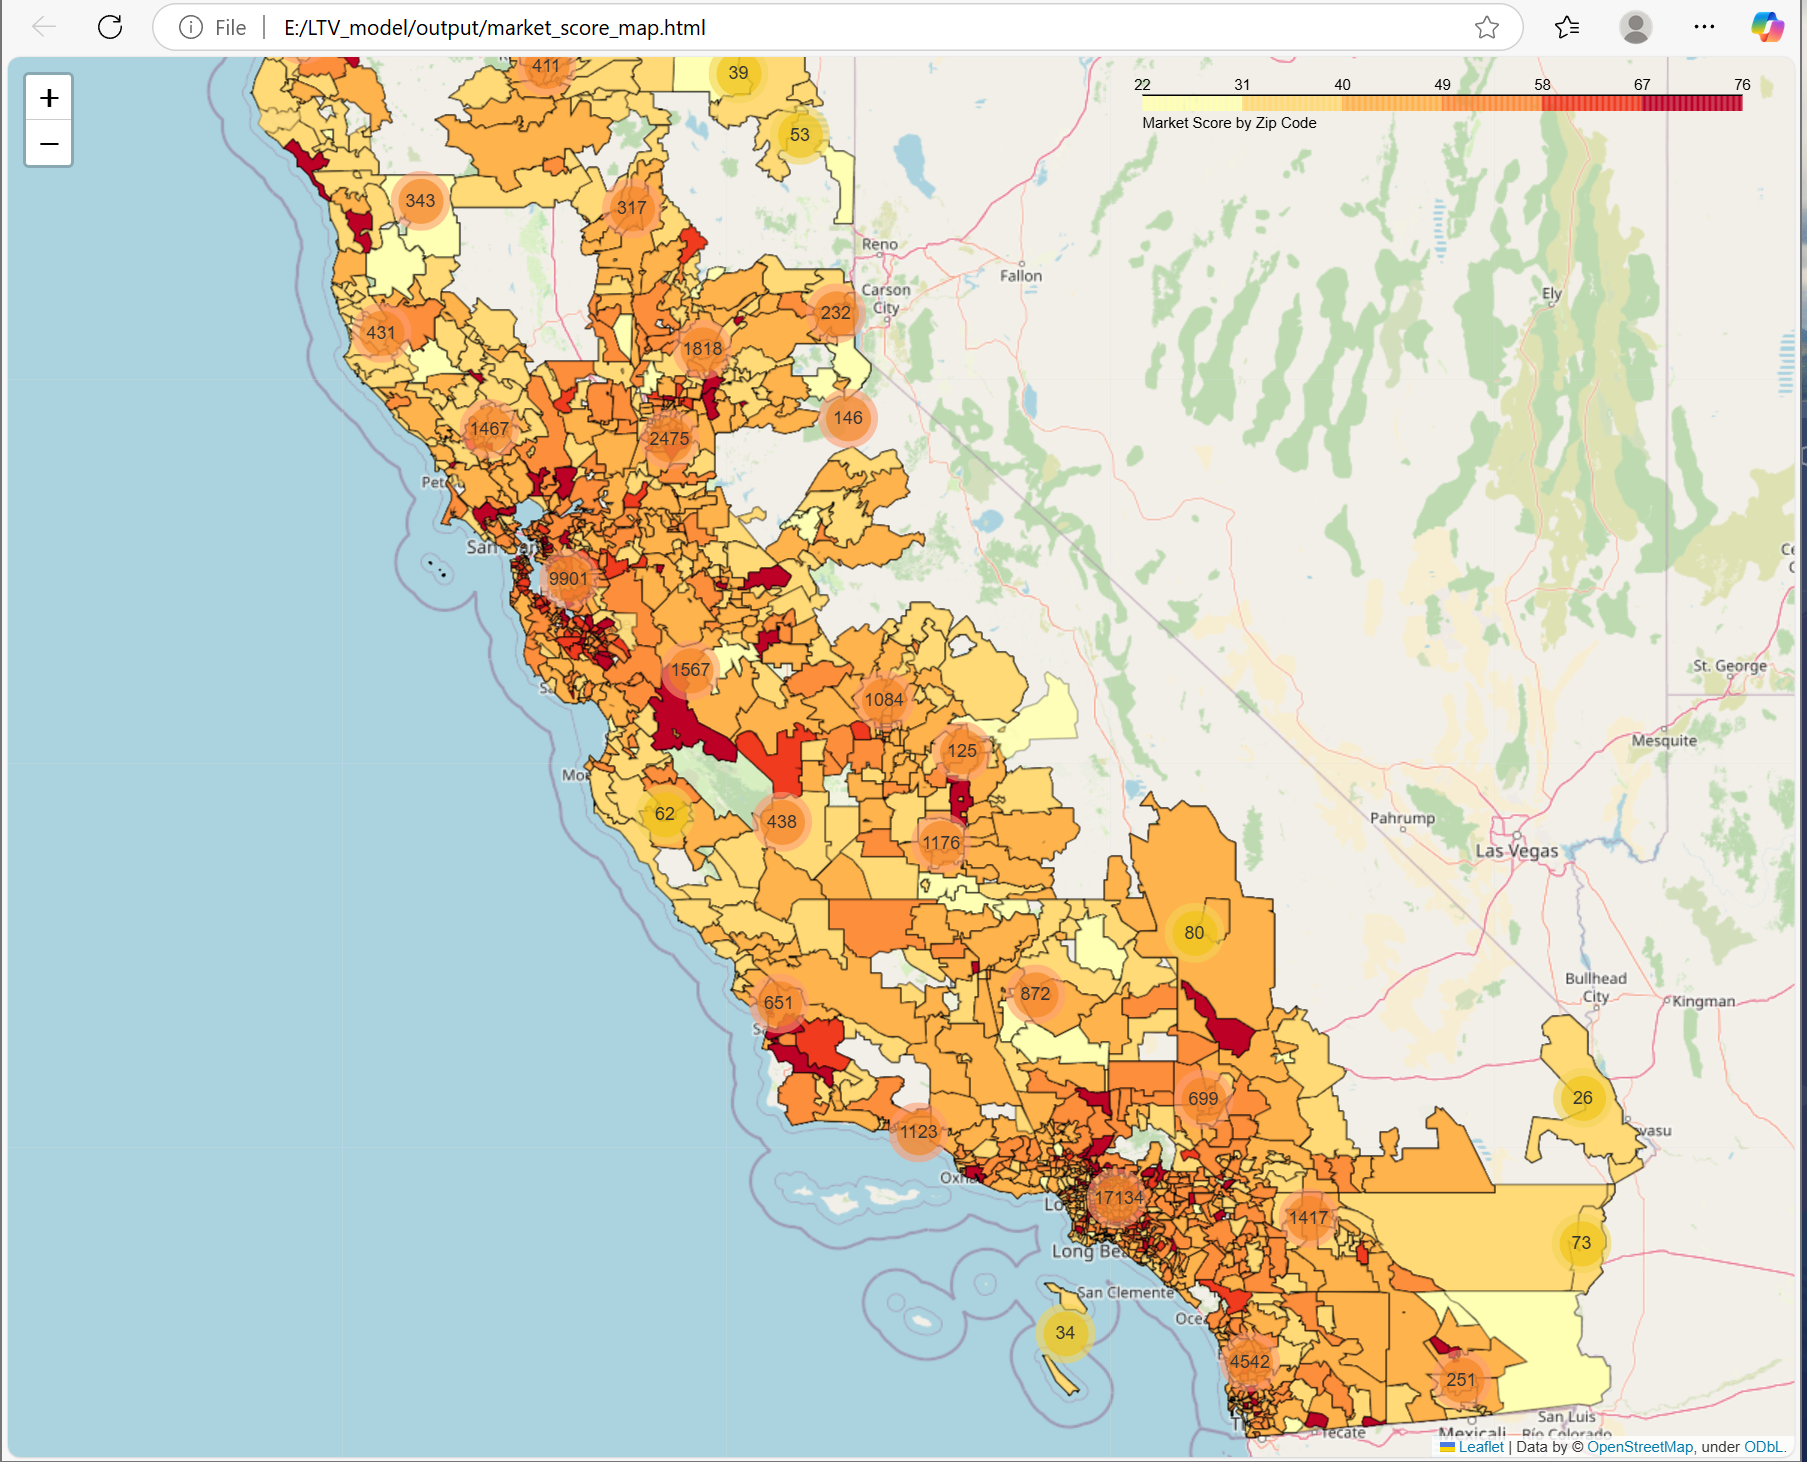 File
E:/LTV_model/output/market_score_map.html
+
−
22 31 40 49 58 67 76
Market Score by Zip Code
411
39
53
343
317
Reno
Fallon
Carson
City
Ely
232
431
1818
1467
146
2475
Pet
San
9901
1567
St. George
1084
125
Mesquite
Mo
62
438
Pahrump
1176
Las Vegas
80
Bullhead
City
Kingman
651
872
699
26
vasu
1123
Oxn
17134
Lo
1417
73
Long Be
San Clemente
Oce
34
4542
251
San Luis
Río Colorado
Mexicali
Tecate
Leaflet | Data by © OpenStreetMap, under ODbL.